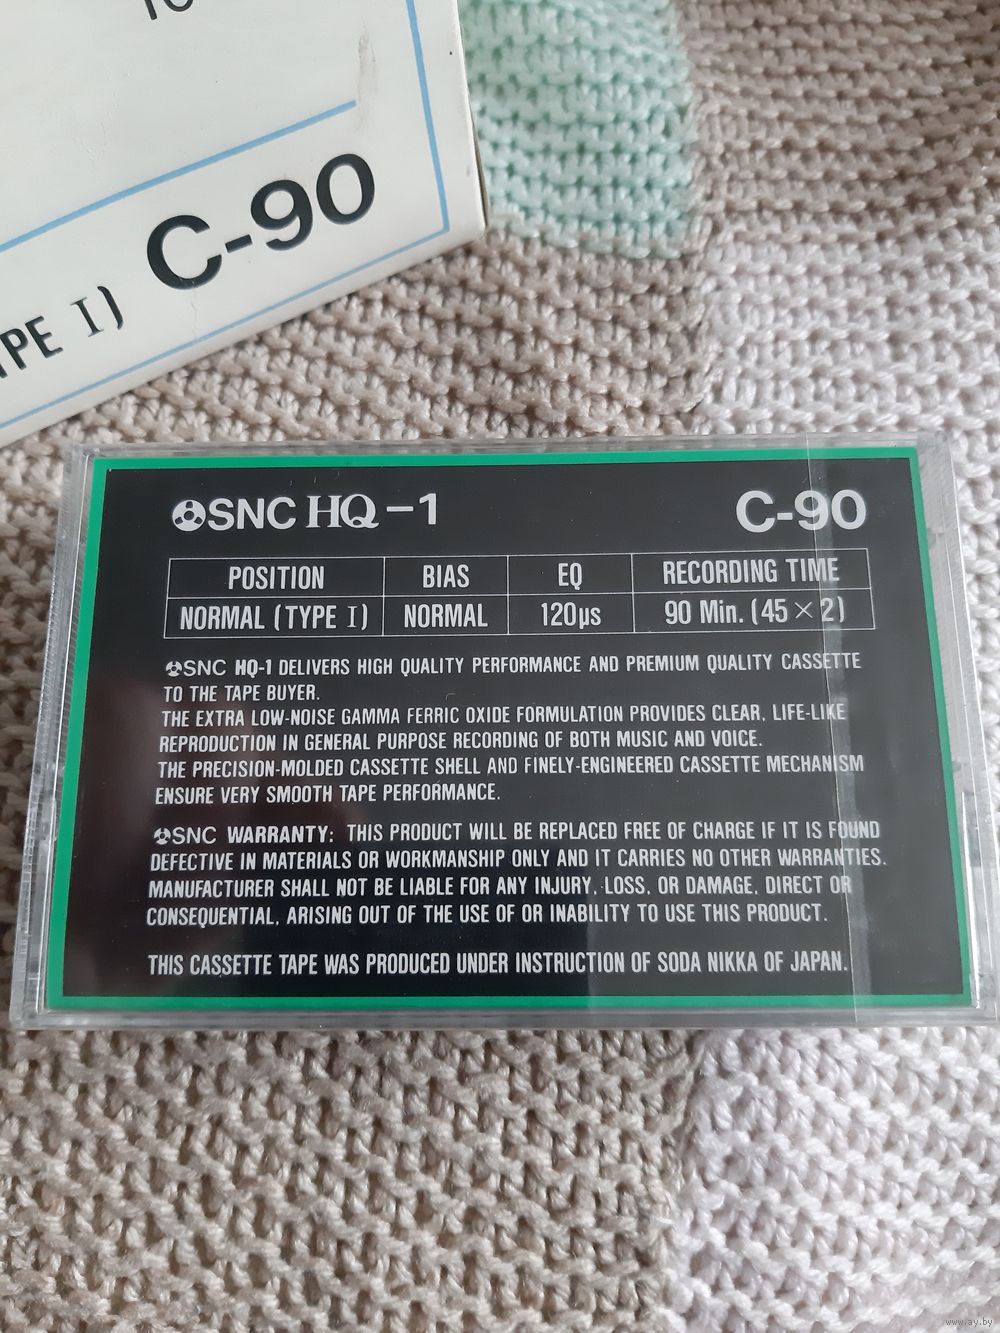 10
C-90
PE I)
SNC HQ-1 C-90
POSITION BIAS EQ RECORDING TIME
NORMAL (TYPE I) NORMAL 120µs 90 Min. (45 × 2)
SNC HQ-1 DELIVERS HIGH QUALITY PERFORMANCE AND PREMIUM QUALITY CASSETTE
TO THE TAPE BUYER.
THE EXTRA LOW-NOISE GAMMA FERRIC OXIDE FORMULATION PROVIDES CLEAR, LIFE-LIKE
REPRODUCTION IN GENERAL PURPOSE RECORDING OF BOTH MUSIC AND VOICE.
THE PRECISION-MOLDED CASSETTE SHELL AND FINELY-ENGINEERED CASSETTE MECHANISM
ENSURE VERY SMOOTH TAPE PERFORMANCE.
SNC WARRANTY: THIS PRODUCT WILL BE REPLACED FREE OF CHARGE IF IT IS FOUND
DEFECTIVE IN MATERIALS OR WORKMANSHIP ONLY AND IT CARRIES NO OTHER WARRANTIES.
MANUFACTURER SHALL NOT BE LIABLE FOR ANY INJURY, LOSS, OR DAMAGE, DIRECT OR
CONSEQUENTIAL, ARISING OUT OF THE USE OF OR INABILITY TO USE THIS PRODUCT.
THIS CASSETTE TAPE WAS PRODUCED UNDER INSTRUCTION OF SODA NIKKA OF JAPAN.
www.ay.by